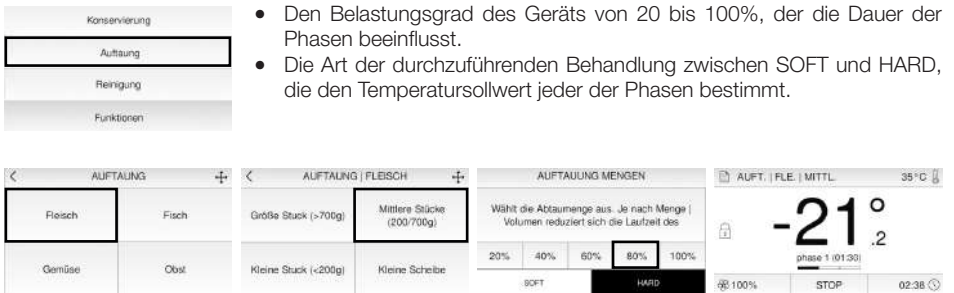 Konservierung
Auftaung
Reinigung
Funktionen
• Den Belastungsgrad des Geräts von 20 bis 100%, der die Dauer der
Phasen beeinflusst.
• Die Art der durchzuführenden Behandlung zwischen SOFT und HARD,
die den Temperatursollwert jeder der Phasen bestimmt.
< AUFTAUNG
Fleisch Fisch
Gemüse Obst
< AUFTAUNG | FLEISCH
Größe Stuck (>700g) Mittlere Stücke
(200/700g)
Kleine Stuck (<200g) Kleine Scheibe
AUFTAUUNG MENGEN
Wählt die Abtaumenge aus. Je nach Menge |
Volumen reduziert sich die Laufzeit des
20% 40% 60% 80% 100%
SOFT HARD
AUFT. | FLE. | MITTL. 35°C
-21°.2
phase 1 (01:30)
100% STOP 02:38